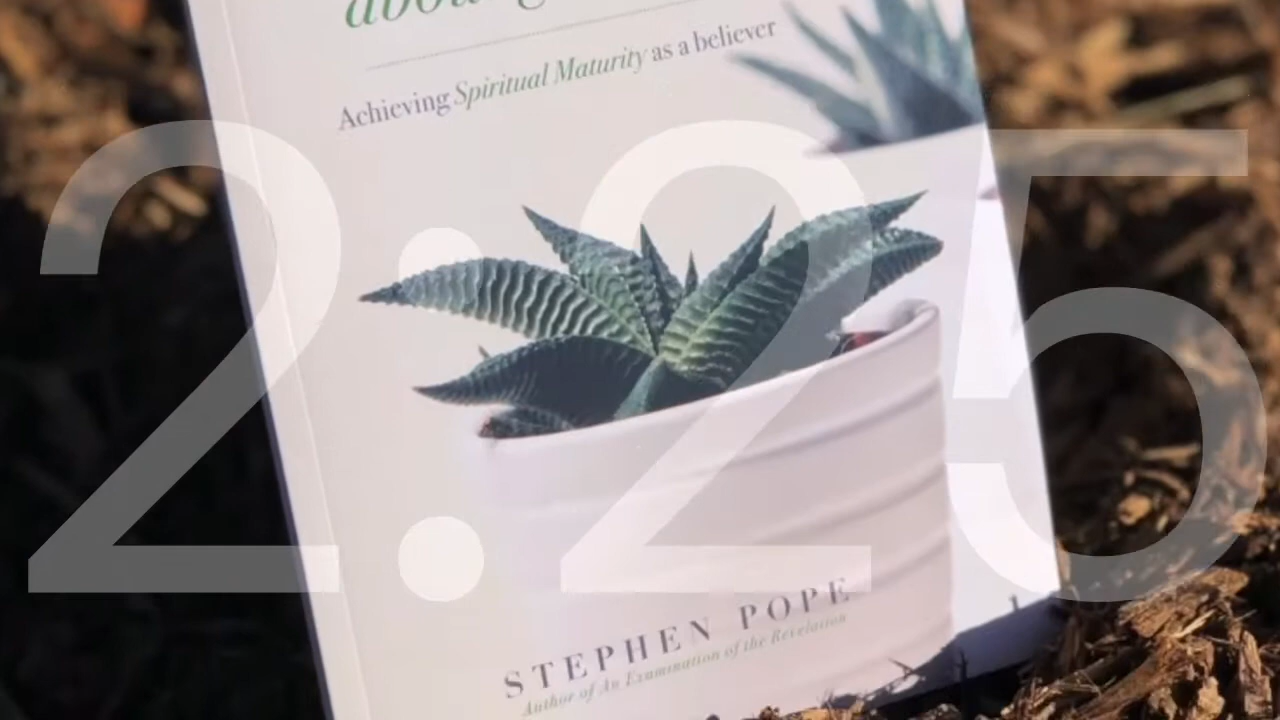 Achieving Spiritual Maturity as a believer
2:25
STEPHEN POPE
Author of An Examination of the Revelation